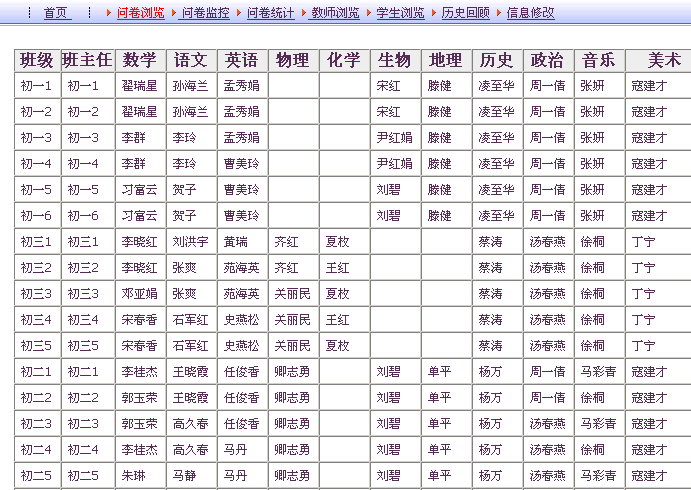 首页 问卷浏览 问卷监控 问卷统计 教师浏览 学生浏览 历史回顾 信息修改
班级 班主任 数学 语文 英语 物理 化学 生物 地理 历史 政治 音乐 美术
初一1 初一1 翟瑞星 孙海兰 孟秀娟 宋红 滕健 凌至华 周一倩 张妍 寇建才
初一2 初一2 翟瑞星 孙海兰 孟秀娟 宋红 滕健 凌至华 周一倩 张妍 寇建才
初一3 初一3 李群 李玲 孟秀娟 尹红娟 滕健 凌至华 周一倩 张妍 寇建才
初一4 初一4 李群 李玲 曹美玲 尹红娟 滕健 凌至华 周一倩 张妍 寇建才
初一5 初一5 习富云 贺子 曹美玲 刘碧 滕健 凌至华 周一倩 张妍 寇建才
初一6 初一6 习富云 贺子 曹美玲 刘碧 滕健 凌至华 周一倩 张妍 寇建才
初三1 初三1 李晓红 刘洪宇 黄瑞 齐红 夏枚 蔡涛 汤春燕 徐桐 丁宁
初三2 初三2 李晓红 张爽 苑海英 齐红 王红 蔡涛 汤春燕 徐桐 丁宁
初三3 初三3 邓亚娟 张爽 苑海英 关丽民 夏枚 蔡涛 汤春燕 徐桐 丁宁
初三4 初三4 宋春香 石军红 史燕松 关丽民 王红 蔡涛 汤春燕 徐桐 丁宁
初三5 初三5 宋春香 石军红 史燕松 关丽民 夏枚 蔡涛 汤春燕 徐桐 丁宁
初二1 初二1 李桂杰 王晓霞 任俊香 卿志勇 刘碧 单平 杨万 周一倩 马彩青 寇建才
初二2 初二2 郭玉荣 王晓霞 任俊香 卿志勇 刘碧 单平 杨万 周一倩 徐桐 寇建才
初二3 初二3 郭玉荣 高久春 任俊香 卿志勇 刘碧 单平 杨万 汤春燕 马彩青 寇建才
初二4 初二4 李桂杰 高久春 马丹 卿志勇 刘碧 单平 杨万 汤春燕 徐桐 寇建才
初二5 初二5 朱琳 马静 马丹 卿志勇 刘碧 单平 杨万 汤春燕 马彩青 寇建才